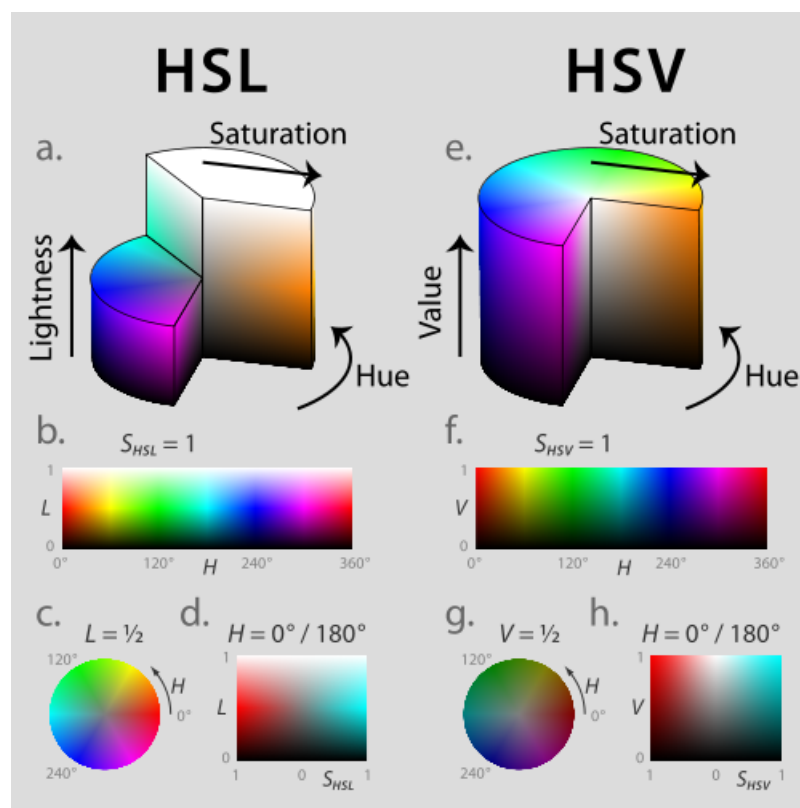 HSL
a.
Saturation
Lightness
Hue
b.
S_HSL = 1
1
L
0
0°
120°
240°
360°
H
c.
L = ½
120°
H
0°
240°
d.
H = 0° / 180°
1
L
0
1
0
1
S_HSL
HSV
e.
Saturation
Value
Hue
f.
S_HSV = 1
1
V
0
0°
120°
240°
360°
H
g.
V = ½
120°
H
0°
240°
h.
H = 0° / 180°
1
V
0
1
0
1
S_HSV